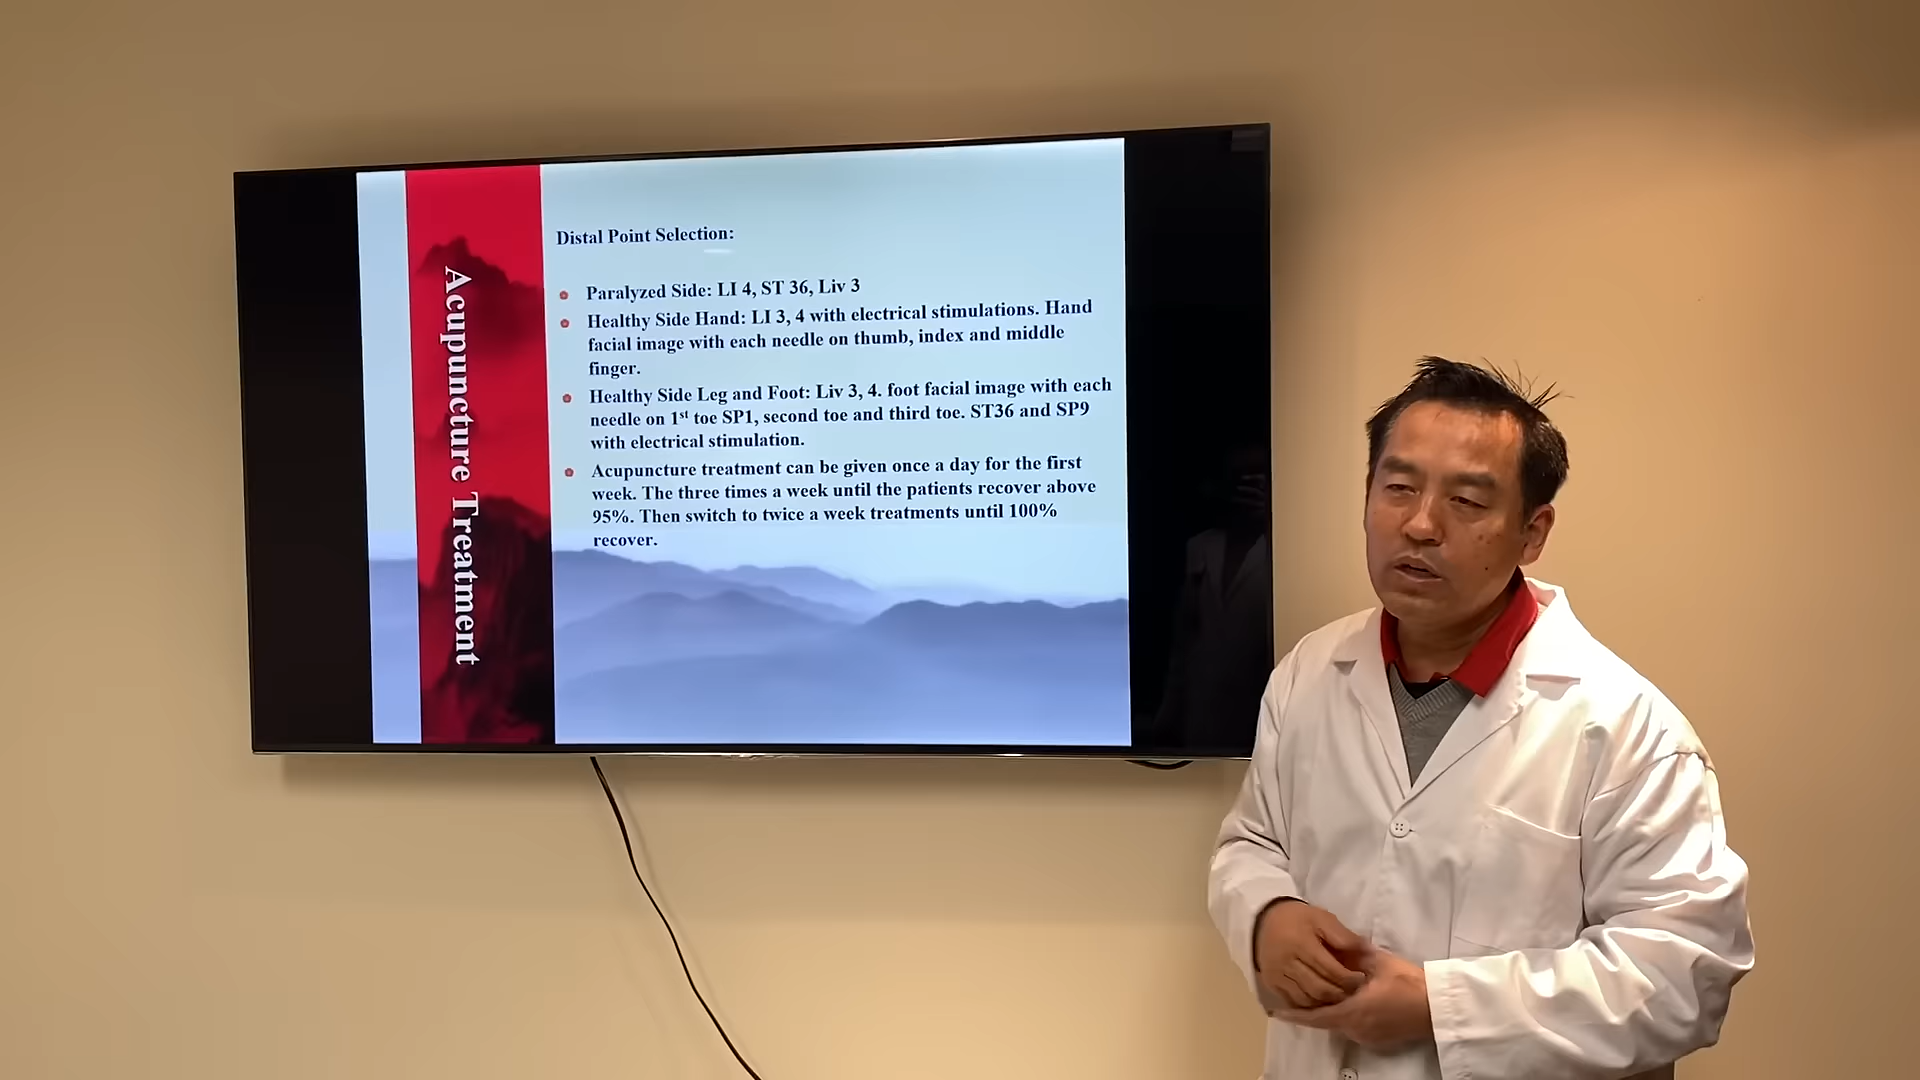 Acupuncture Treatment
Distal Point Selection:
Paralyzed Side: LI 4, ST 36, Liv 3
Healthy Side Hand: LI 3, 4 with electrical stimulations. Hand
facial image with each needle on thumb, index and middle
finger.
Healthy Side Leg and Foot: Liv 3, 4. foot facial image with each
needle on 1st toe SP1, second toe and third toe. ST36 and SP9
with electrical stimulation.
Acupuncture treatment can be given once a day for the first
week. The three times a week until the patients recover above
95%. Then switch to twice a week treatments until 100%
recover.